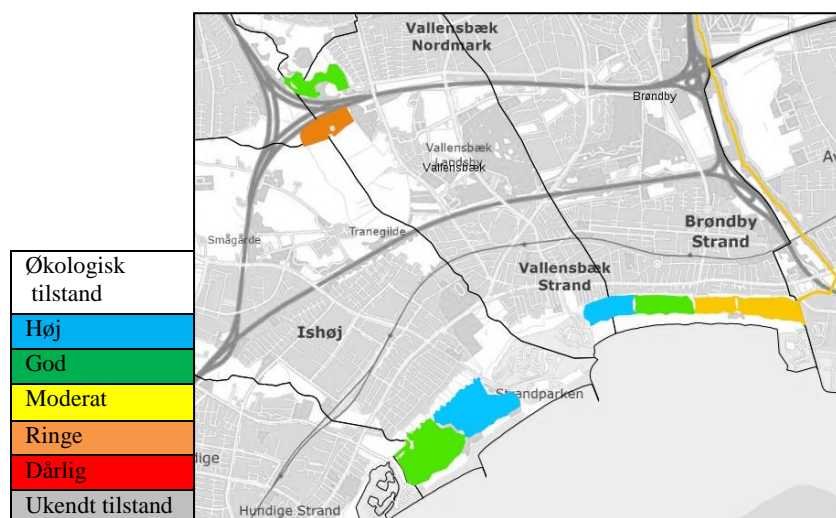 Vallensbæk
Nordmark
Brøndby
Vallensbæk
Landsby
Vallensbæk
Smågårde
Tranegilde
Brøndby
Strand
Vallensbæk
Strand
Ishøj
Strandparken
Hundige Strand
Økologisk
tilstand
Høj
God
Moderat
Ringe
Dårlig
Ukendt tilstand